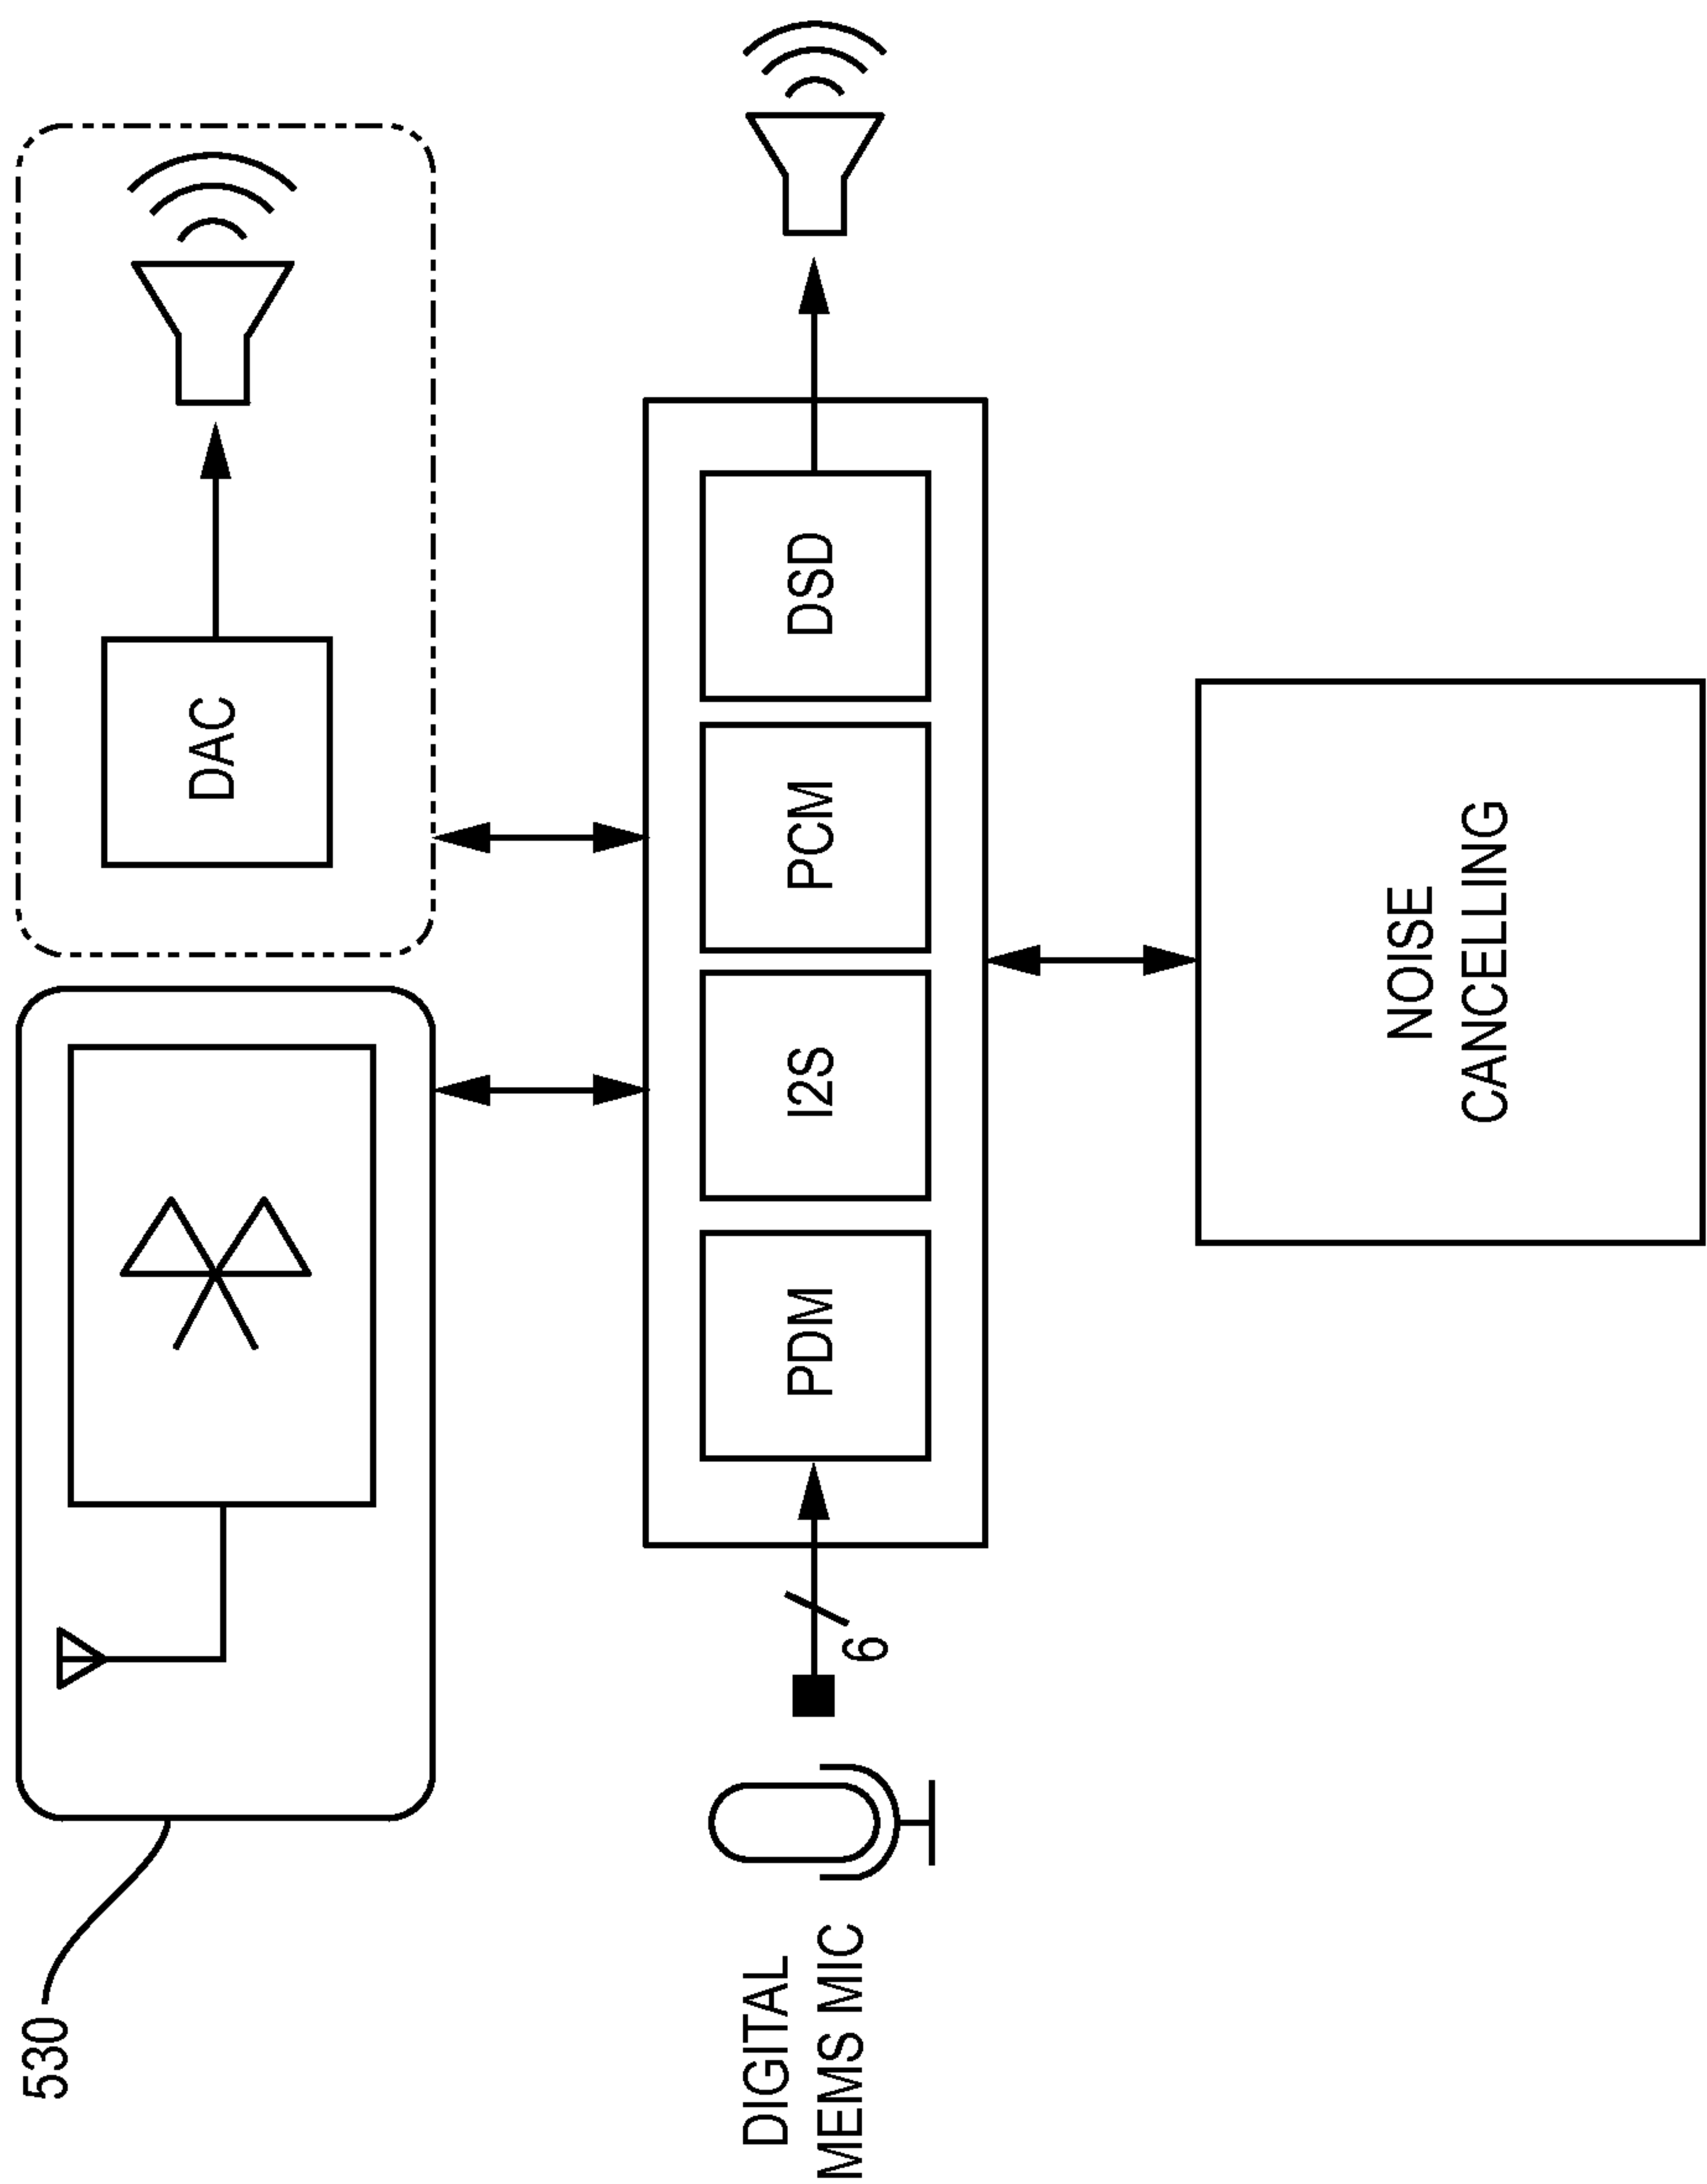 530
DAC
DIGITAL
MEMS MIC
6
PDM
I2S
PCM
DSD
NOISE
CANCELLING